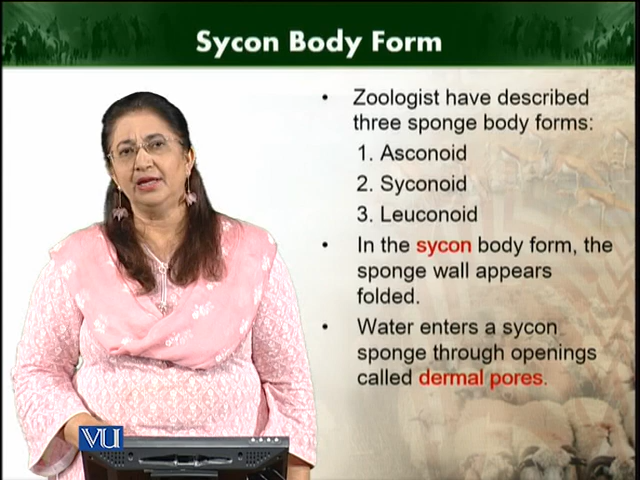 Sycon Body Form
• Zoologist have described
three sponge body forms:
1. Asconoid
2. Syconoid
3. Leuconoid
• In the sycon body form, the
sponge wall appears
folded.
• Water enters a sycon
sponge through openings
called dermal pores.
VU